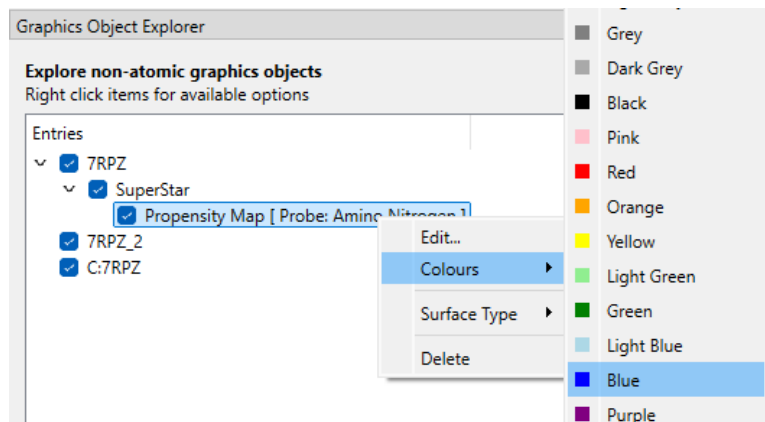 Graphics Object Explorer
Explore non-atomic graphics objects
Right click items for available options
Entries
7RPZ
SuperStar
Propensity Map [ Probe: Amino Nitrogen ]
7RPZ_2
C:7RPZ
Edit...
Colours
Surface Type
Delete
Grey
Dark Grey
Black
Pink
Red
Orange
Yellow
Light Green
Green
Light Blue
Blue
Purple